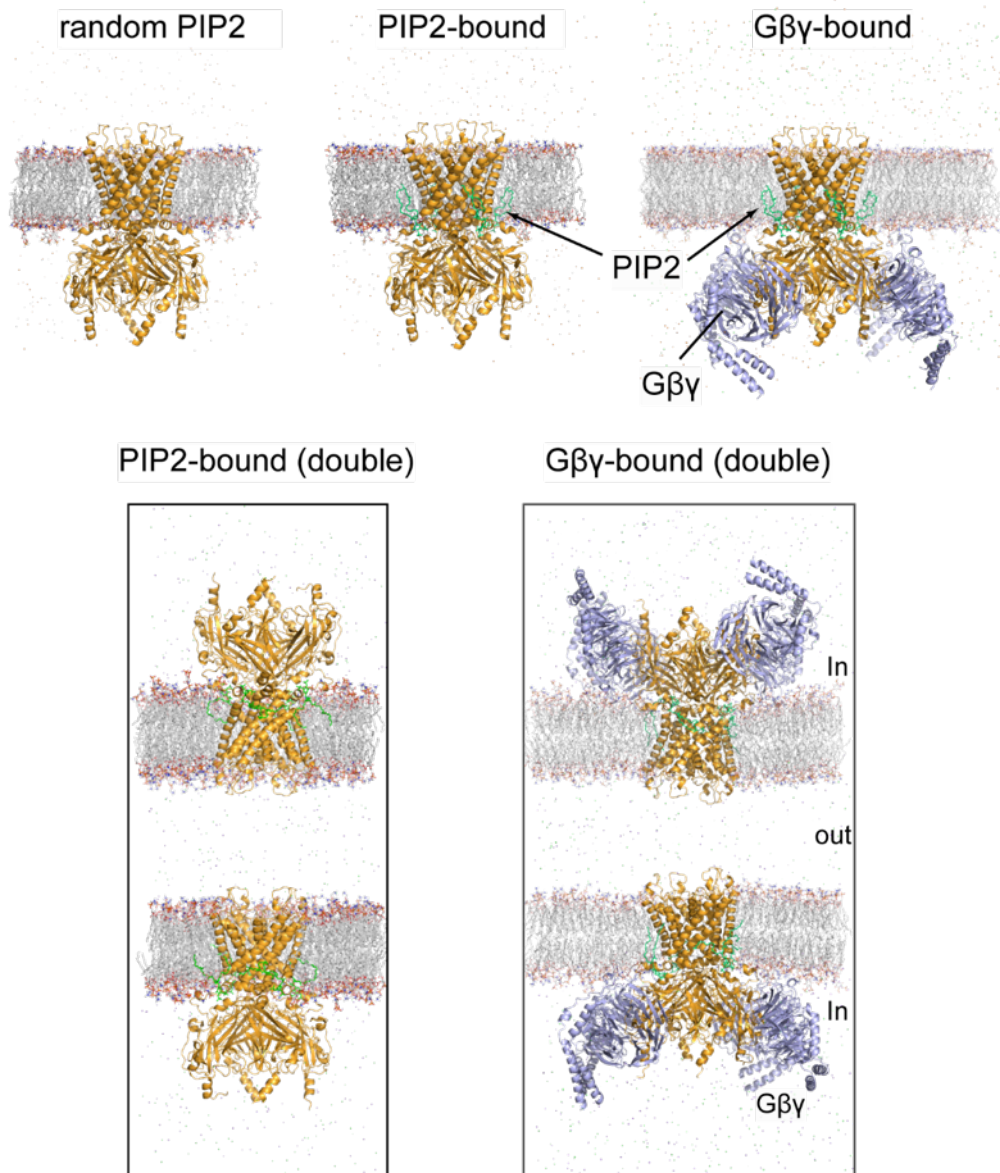 random PIP2
PIP2-bound
Gβγ-bound
PIP2
Gβγ
PIP2-bound (double)
Gβγ-bound (double)
In
out
In
Gβγ